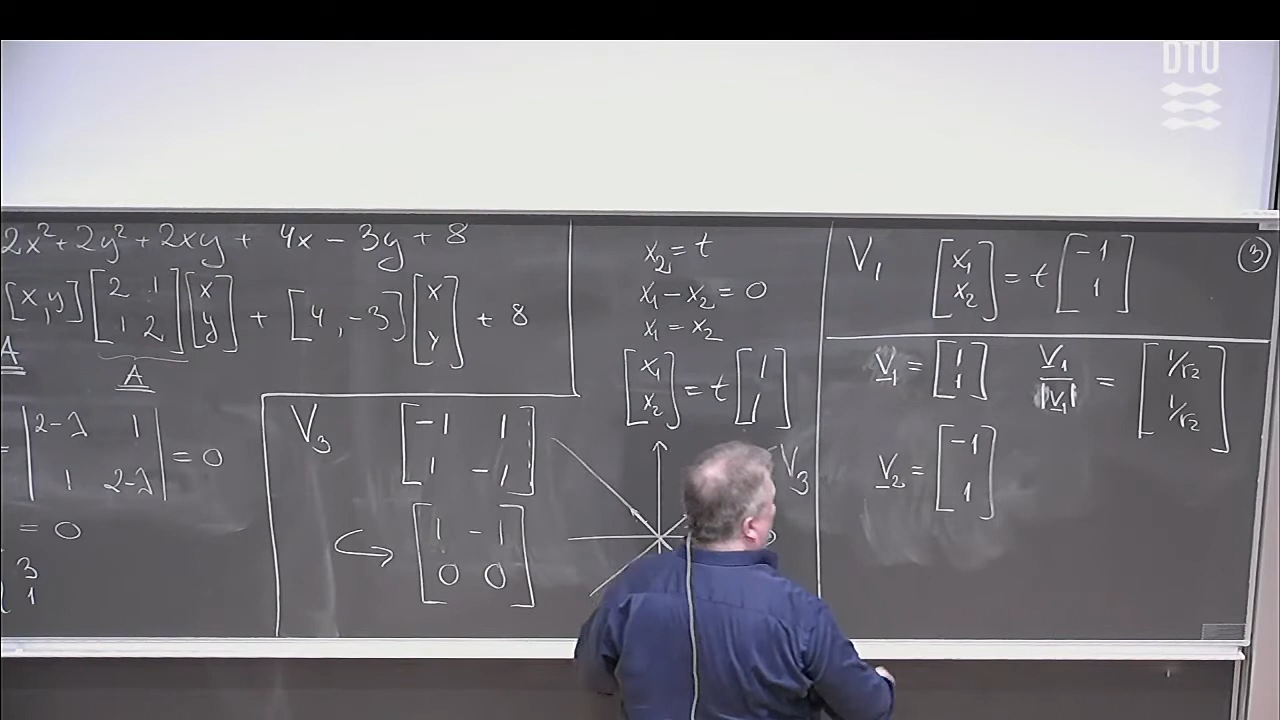 DTU
2x² + 2y² + 2xy + 4x - 3y + 8
[x, y] [2 1; 1 2] [x; y] + [4, -3] [x; y] + 8
A
A
= |2-λ 1; 1 2-λ| = 0
= 0
3
1
V₃ [-1 1; 1 -1]
↪ [1 -1; 0 0]
x₂ = t
x₁ - x₂ = 0
x₁ = x₂
[x₁; x₂] = t [1; 1]
V₃
V₁ [x₁; x₂] = t [-1; 1]
③
v₁ = [1; 1] v₁/|v₁| = [1/√2; 1/√2]
v₂ = [-1; 1]